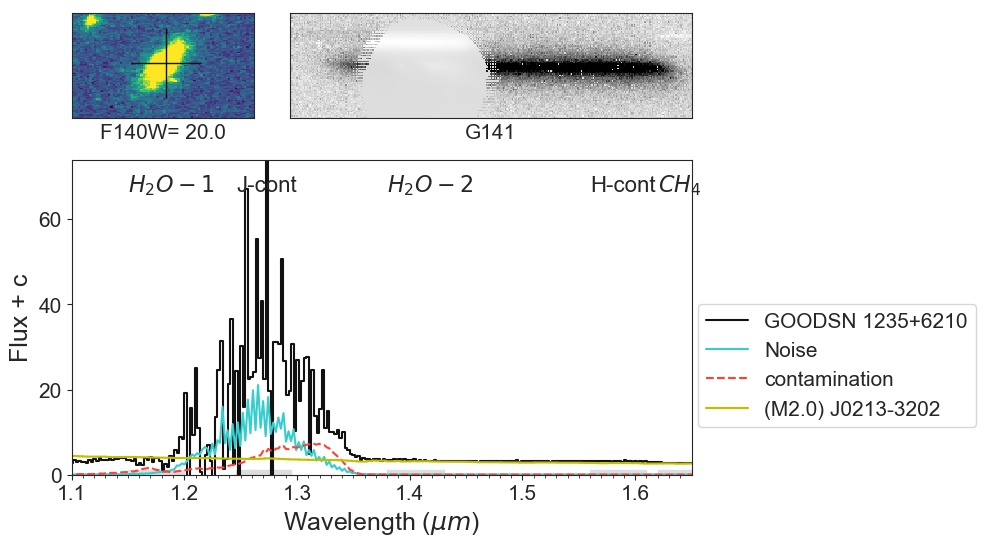 F140W= 20.0
G141
H₂O − 1 J-cont H₂O − 2 H-cont CH₄
Flux + c
60
40
20
0
1.1 1.2 1.3 1.4 1.5 1.6
Wavelength (μm)
GOODSN 1235+6210
Noise
contamination
(M2.0) J0213-3202